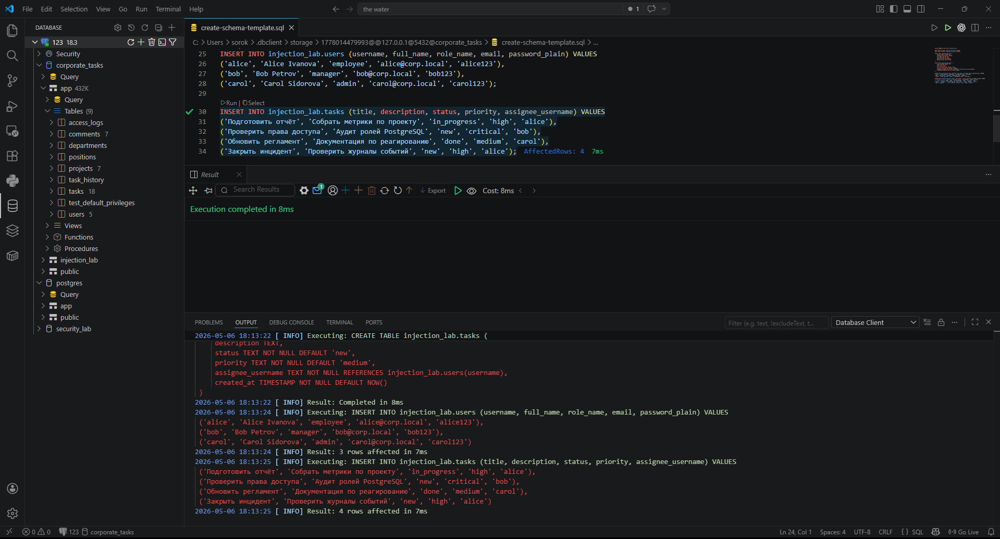 File Edit Selection View Go Run Terminal Help
the water
1
DATABASE
123 18.3
Security
corporate_tasks
Query
app 432K
Query
Tables (9)
access_logs
comments 7
departments
positions
projects 7
task_history
tasks 18
test_default_privileges
users 5
Views
Functions
Procedures
injection_lab
public
postgres
Query
app
public
security_lab
create-schema-template.sql
C: > Users > sorok > .dbclient > storage > 1778014479993@@127.0.0.1@5432@corporate_tasks > create-schema-template.sql > ...
25 INSERT INTO injection_lab.users (username, full_name, role_name, email, password_plain) VALUES
26 ('alice', 'Alice Ivanova', 'employee', 'alice@corp.local', 'alice123'),
27 ('bob', 'Bob Petrov', 'manager', 'bob@corp.local', 'bob123'),
28 ('carol', 'Carol Sidorova', 'admin', 'carol@corp.local', 'carol123');
29
Run | Select
30 INSERT INTO injection_lab.tasks (title, description, status, priority, assignee_username) VALUES
31 ('Подготовить отчёт', 'Собрать метрики по проекту', 'in_progress', 'high', 'alice'),
32 ('Проверить права доступа', 'Аудит ролей PostgreSQL', 'new', 'critical', 'bob'),
33 ('Обновить регламент', 'Документация по реагированию', 'done', 'medium', 'carol'),
34 ('Закрыть инцидент', 'Проверить журналы событий', 'new', 'high', 'alice'); AffectedRows: 4 7ms
Result
Search Results
1
Export
Cost: 8ms
Execution completed in 8ms
PROBLEMS OUTPUT DEBUG CONSOLE TERMINAL PORTS
Filter (e.g. text, !excludeText, t...
Database Client
2026-05-06 18:13:22 [ INFO] Executing: CREATE TABLE injection_lab.tasks (
description TEXT,
status TEXT NOT NULL DEFAULT 'new',
priority TEXT NOT NULL DEFAULT 'medium',
assignee_username TEXT NOT NULL REFERENCES injection_lab.users(username),
created_at TIMESTAMP NOT NULL DEFAULT NOW()
)
2026-05-06 18:13:22 [ INFO] Result: Completed in 8ms
2026-05-06 18:13:24 [ INFO] Executing: INSERT INTO injection_lab.users (username, full_name, role_name, email, password_plain) VALUES
('alice', 'Alice Ivanova', 'employee', 'alice@corp.local', 'alice123'),
('bob', 'Bob Petrov', 'manager', 'bob@corp.local', 'bob123'),
('carol', 'Carol Sidorova', 'admin', 'carol@corp.local', 'carol123')
2026-05-06 18:13:24 [ INFO] Result: 3 rows affected in 7ms
2026-05-06 18:13:25 [ INFO] Executing: INSERT INTO injection_lab.tasks (title, description, status, priority, assignee_username) VALUES
('Подготовить отчёт', 'Собрать метрики по проекту', 'in_progress', 'high', 'alice'),
('Проверить права доступа', 'Аудит ролей PostgreSQL', 'new', 'critical', 'bob'),
('Обновить регламент', 'Документация по реагированию', 'done', 'medium', 'carol'),
('Закрыть инцидент', 'Проверить журналы событий', 'new', 'high', 'alice')
2026-05-06 18:13:25 [ INFO] Result: 4 rows affected in 7ms
0 0 123 corporate_tasks
Ln 24, Col 1 Spaces: 4 UTF-8 CRLF { } SQL Go Live